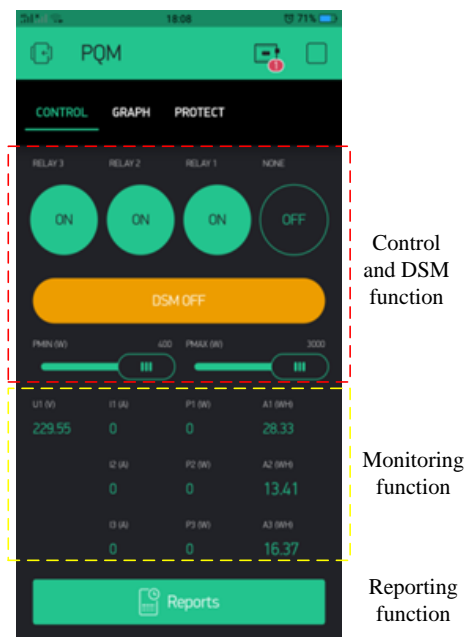 18:08 71%
PQM
1
CONTROL GRAPH PROTECT
RELAY 3 RELAY 2 RELAY 1 NONE
ON ON ON OFF
DSM OFF
PMIN (W) 400 PMAX (W) 3000
U1 (V) I1 (A) P1 (W) A1 (WH)
229.55 0 0 28.33
I2 (A) P2 (W) A2 (WH)
0 0 13.41
I3 (A) P3 (W) A3 (WH)
0 0 16.37
Reports
Control
and DSM
function
Monitoring
function
Reporting
function